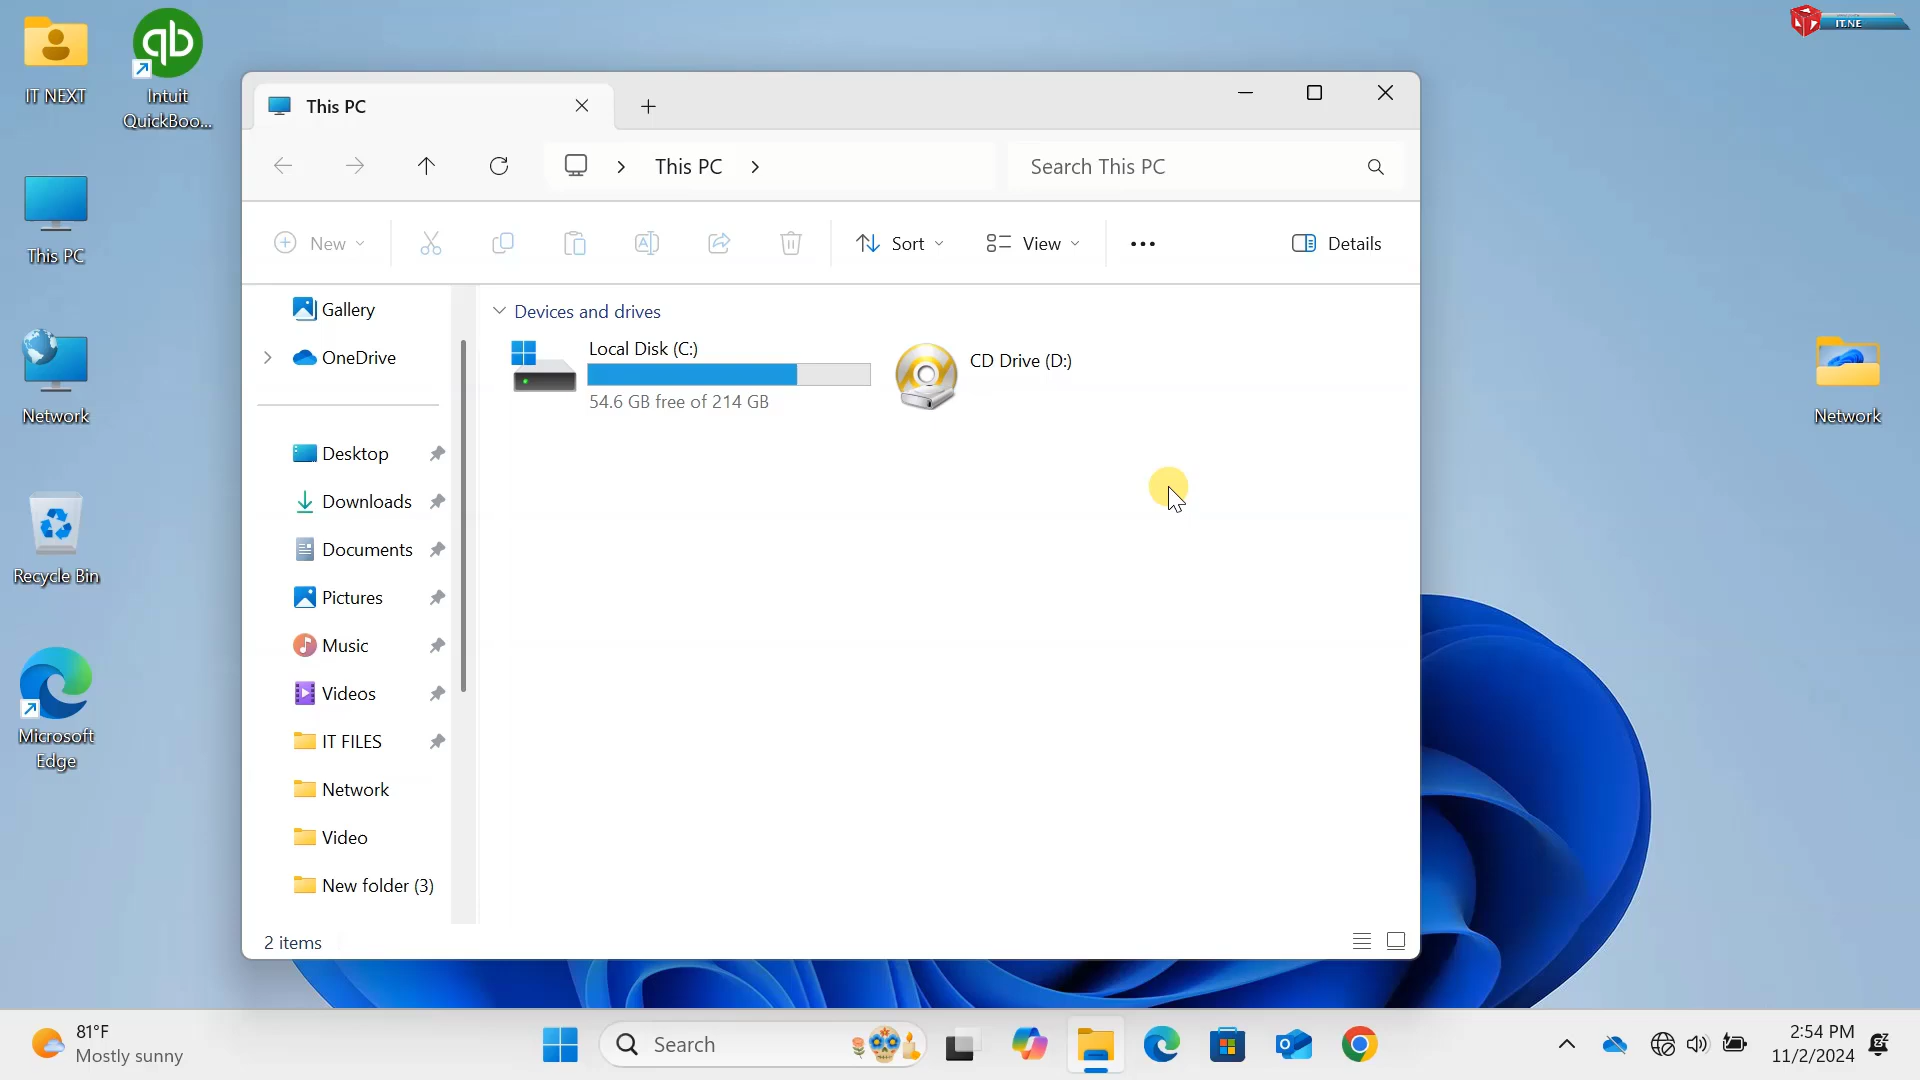 IT NEXT
Intuit
QuickBoo...
This PC
Network
Recycle Bin
Microsoft
Edge
This PC
This PC
Search This PC
New
Sort
View
Details
Gallery
OneDrive
Desktop
Downloads
Documents
Pictures
Music
Videos
IT FILES
Network
Video
New folder (3)
Devices and drives
Local Disk (C:)
54.6 GB free of 214 GB
CD Drive (D:)
2 items
IT.NE
Network
81°F
Mostly sunny
Search
2:54 PM
11/2/2024